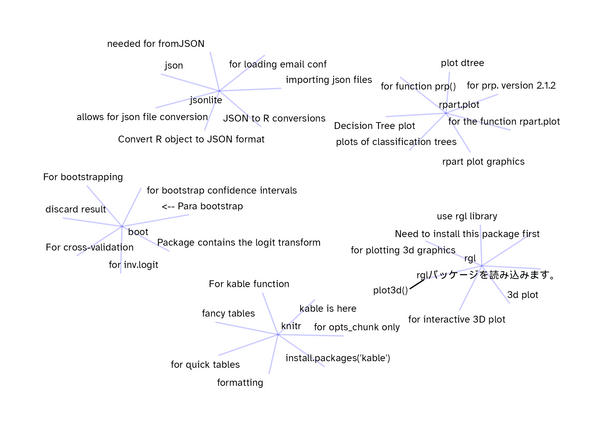 needed for fromJSON
json
for loading email conf
importing json files
jsonlite
allows for json file conversion
JSON to R conversions
Convert R object to JSON format
plot dtree
for function prp()
for prp. version 2.1.2
rpart.plot
Decision Tree plot
for the function rpart.plot
plots of classification trees
rpart plot graphics
For bootstrapping
for bootstrap confidence intervals
discard result
<-- Para bootstrap
boot
For cross-validation
Package contains the logit transform
for inv.logit
use rgl library
Need to install this package first
for plotting 3d graphics
rgl
rglパッケージを読み込みます。
plot3d()
3d plot
for interactive 3D plot
For kable function
kable is here
fancy tables
knitr
for opts_chunk only
install.packages('kable')
for quick tables
formatting